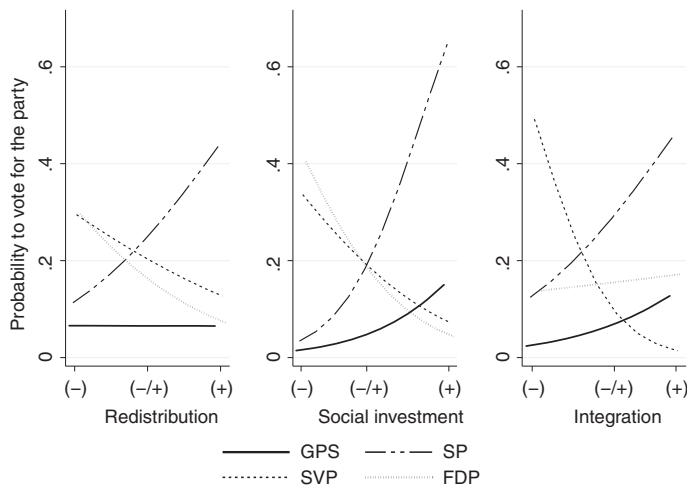 Probability to vote for the party
.6 .6 .6
.4 .4 .4
.2 .2 .2
0 0 0
(−) (−/+) (+) (−) (−/+) (+) (−) (−/+) (+)
Redistribution Social investment Integration
GPS SP
SVP FDP